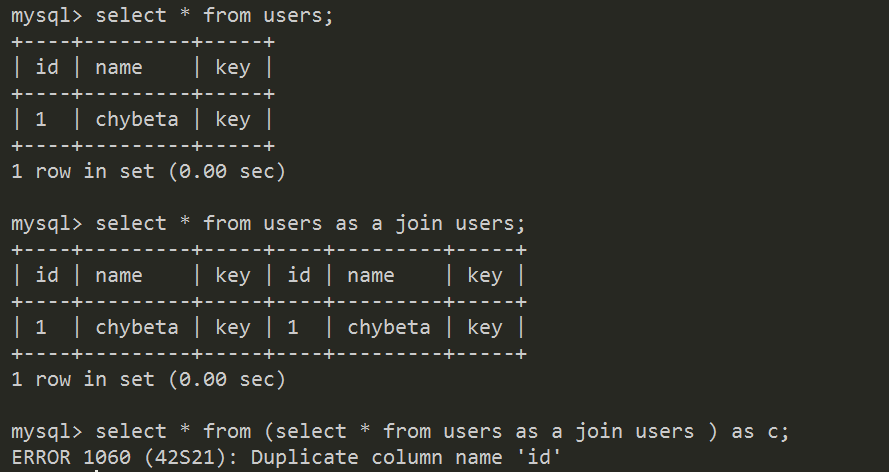 mysql> select * from users;
+----+---------+-----+
| id | name    | key |
+----+---------+-----+
| 1  | chybeta | key |
+----+---------+-----+
1 row in set (0.00 sec)
mysql> select * from users as a join users;
+----+---------+-----+----+---------+-----+
| id | name    | key | id | name    | key |
+----+---------+-----+----+---------+-----+
| 1  | chybeta | key | 1  | chybeta | key |
+----+---------+-----+----+---------+-----+
1 row in set (0.00 sec)
mysql> select * from (select * from users as a join users ) as c;
ERROR 1060 (42S21): Duplicate column name 'id'